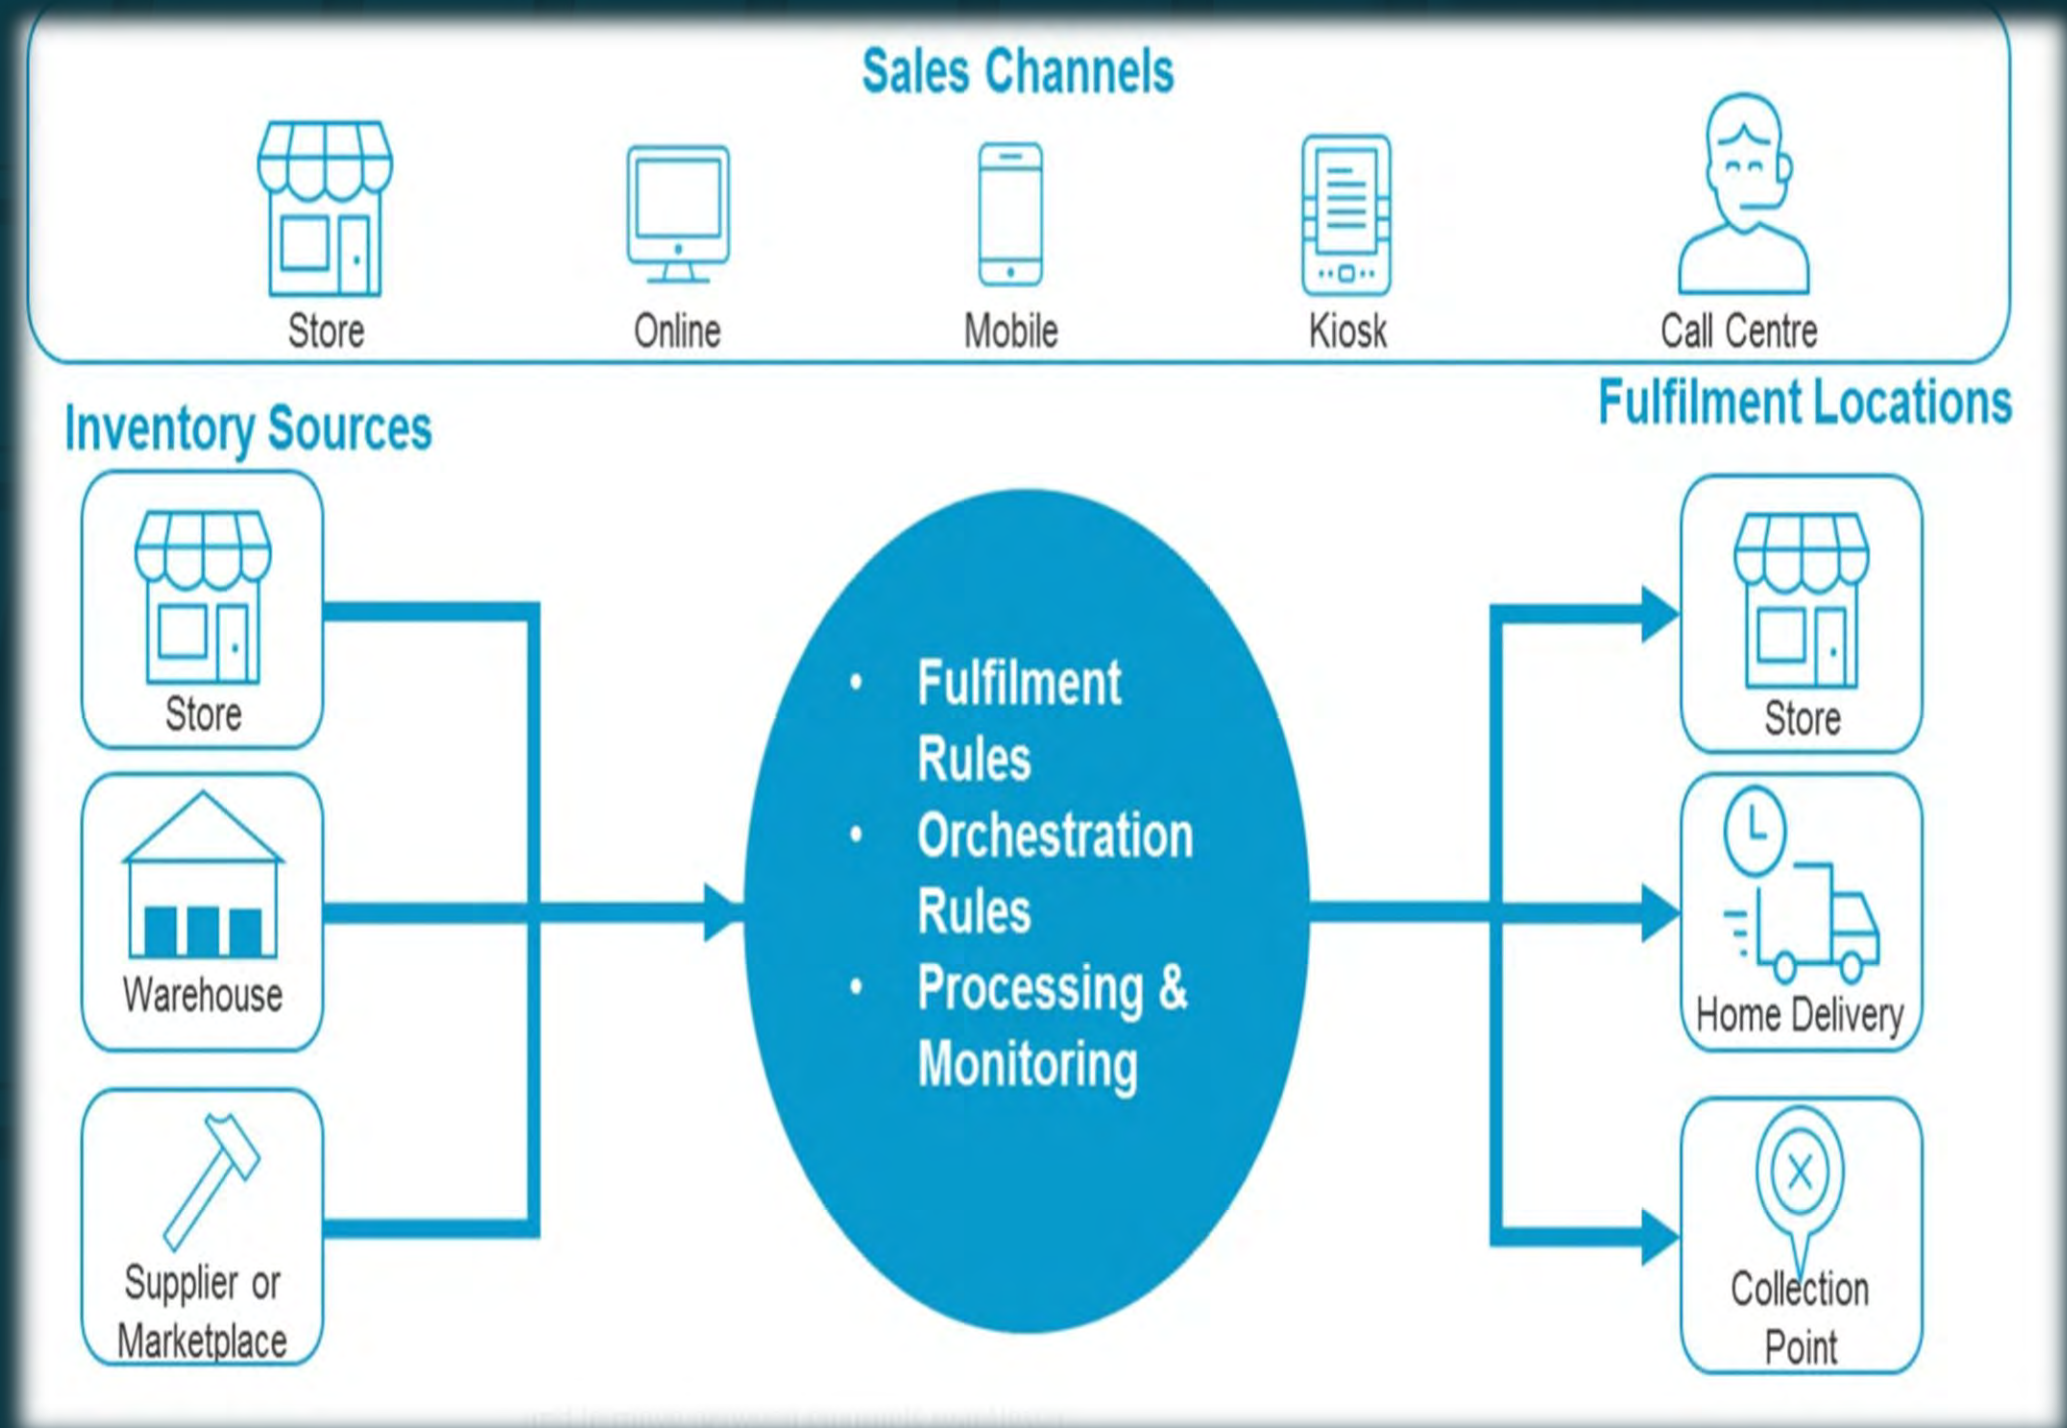 Sales Channels
Store
Online
Mobile
Kiosk
Call Centre
Inventory Sources
Fulfilment Locations
Store
Warehouse
Supplier or
Marketplace
• Fulfilment
Rules
• Orchestration
Rules
• Processing &
Monitoring
Store
Home Delivery
Collection
Point